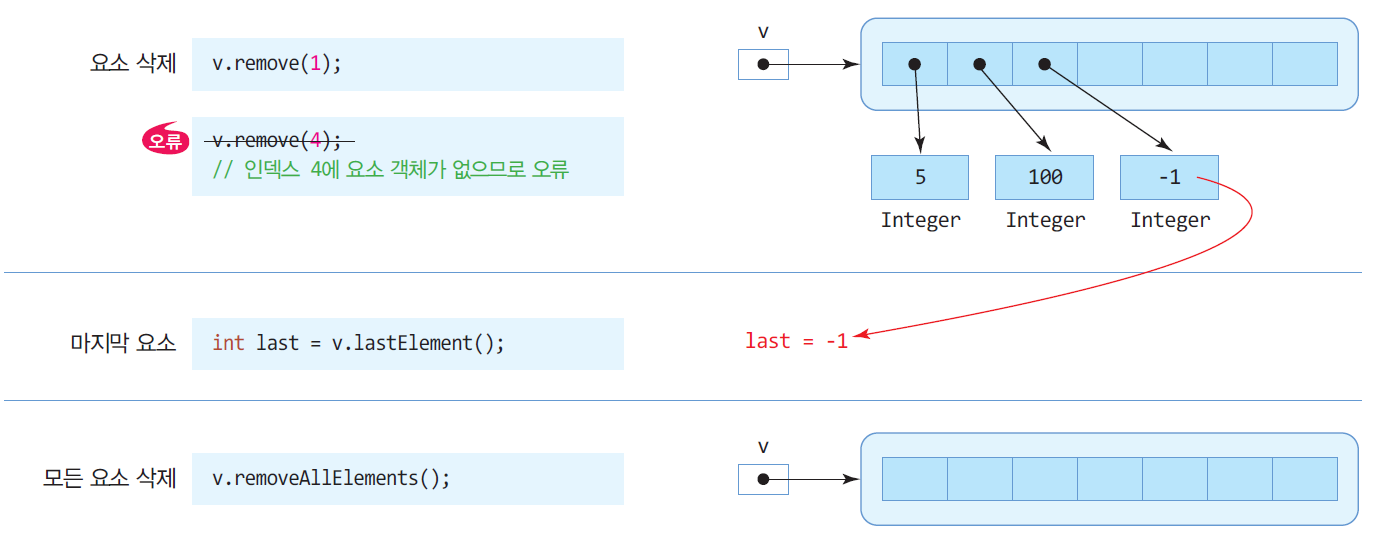 요소 삭제
v.remove(1);
오류
v.remove(4);
// 인덱스 4에 요소 객체가 없으므로 오류
v
5
100
-1
Integer
Integer
Integer
마지막 요소
int last = v.lastElement();
last = -1
모든 요소 삭제
v.removeAllElements();
v